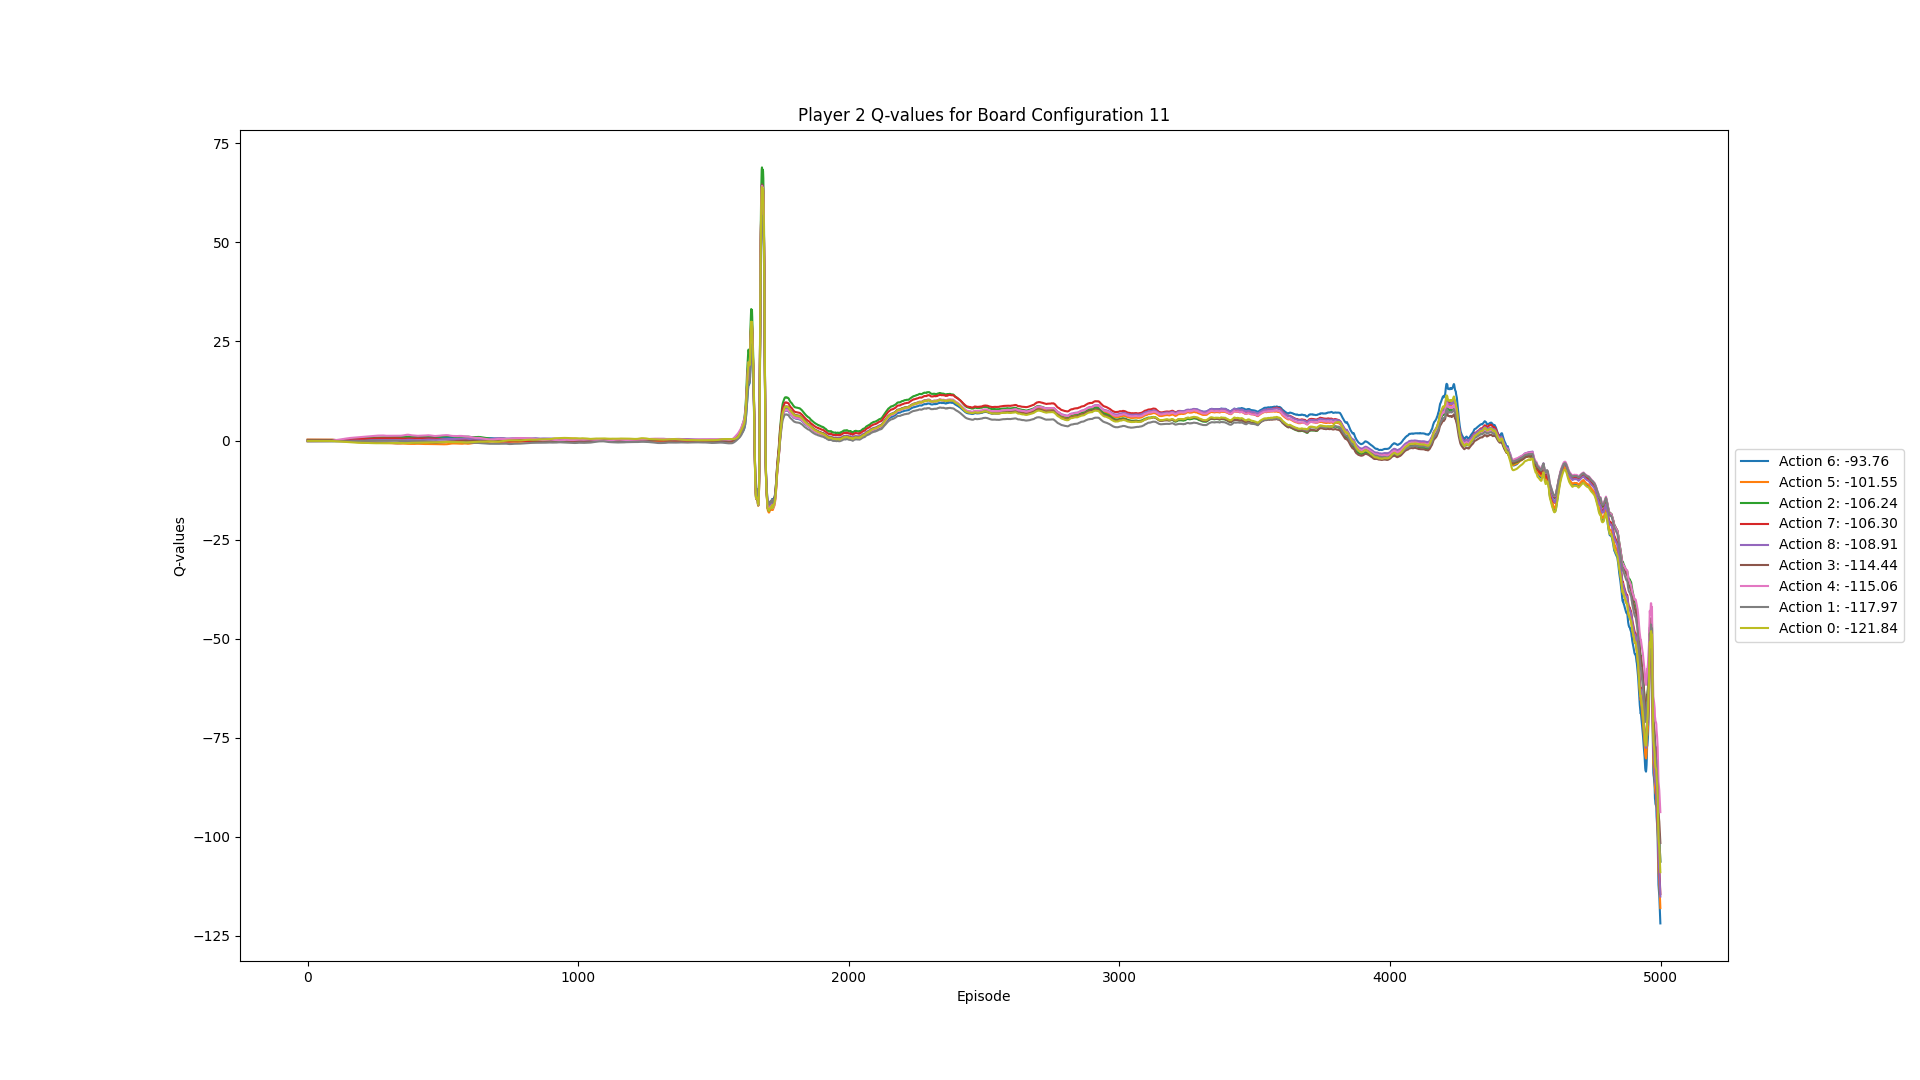 Player 2 Q-values for Board Configuration 11
75
50
25
0
−25
−50
−75
−100
−125
Q-values
0 1000 2000 3000 4000 5000
Episode
Action 6: -93.76
Action 5: -101.55
Action 2: -106.24
Action 7: -106.30
Action 8: -108.91
Action 3: -114.44
Action 4: -115.06
Action 1: -117.97
Action 0: -121.84